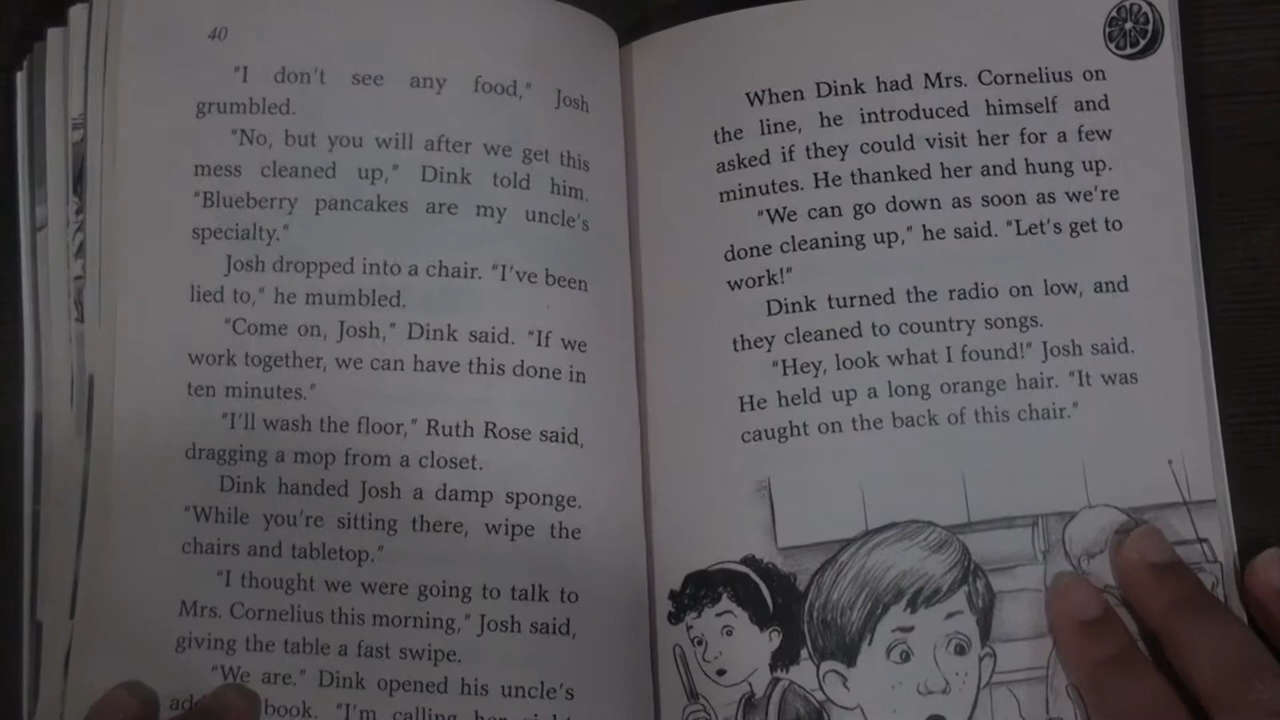 40
"I don't see any food," Josh
grumbled.
"No, but you will after we get this
mess cleaned up," Dink told him.
"Blueberry pancakes are my uncle's
specialty."
Josh dropped into a chair. "I've been
lied to," he mumbled.
"Come on, Josh," Dink said. "If we
work together, we can have this done in
ten minutes."
"I'll wash the floor," Ruth Rose said,
dragging a mop from a closet.
Dink handed Josh a damp sponge.
"While you're sitting there, wipe the
chairs and tabletop."
"I thought we were going to talk to
Mrs. Cornelius this morning," Josh said,
giving the table a fast swipe.
"We are." Dink opened his uncle's
book. "I'm calling her
When Dink had Mrs. Cornelius on
the line, he introduced himself and
asked if they could visit her for a few
minutes. He thanked her and hung up.
"We can go down as soon as we're
done cleaning up," he said. "Let's get to
work!"
Dink turned the radio on low, and
they cleaned to country songs.
"Hey, look what I found!" Josh said.
He held up a long orange hair. "It was
caught on the back of this chair."